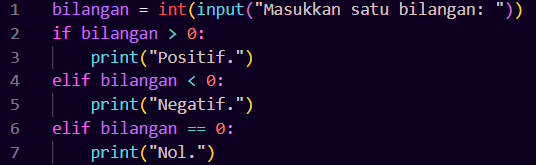 1 bilangan = int(input("Masukkan satu bilangan: "))
2 if bilangan > 0:
3     print("Positif.")
4 elif bilangan < 0:
5     print("Negatif.")
6 elif bilangan == 0:
7     print("Nol.")